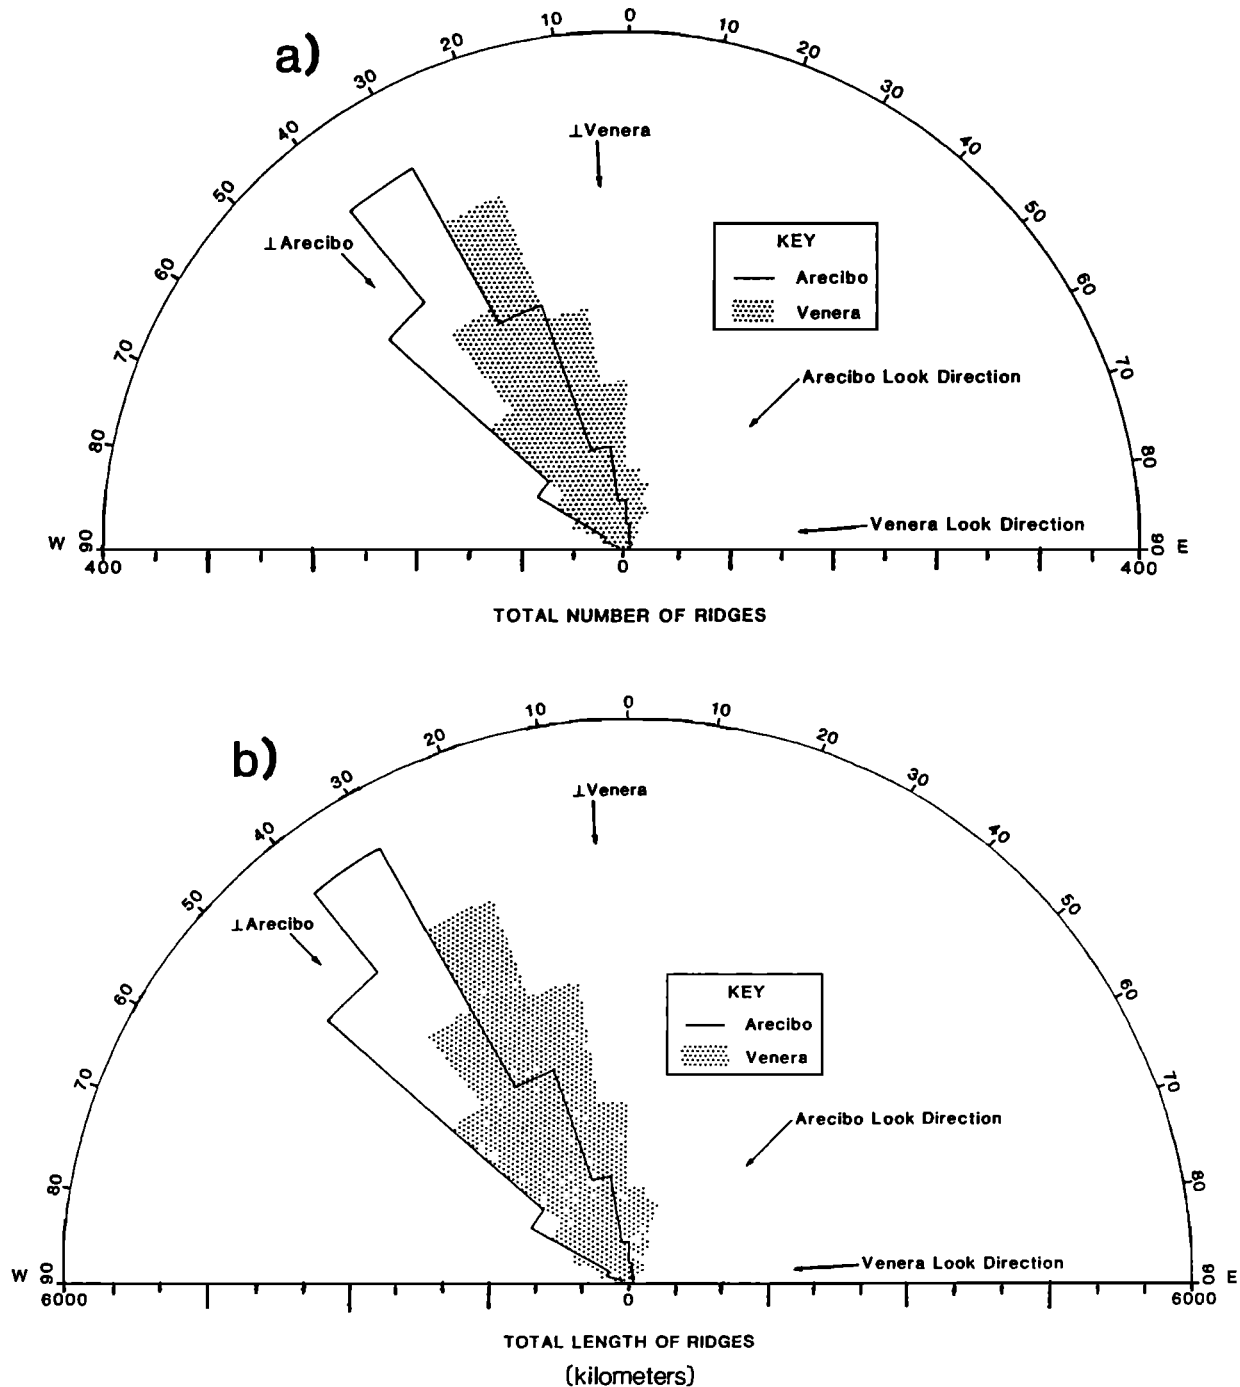 a)
0
10
10
20
20
30
30
40
40
50
50
60
60
70
70
80
80
90
90
⊥Venera
⊥Arecibo
KEY
Arecibo
Venera
Arecibo Look Direction
Venera Look Direction
W
E
400
0
400
TOTAL NUMBER OF RIDGES
b)
0
10
10
20
20
30
30
40
40
50
50
60
60
70
70
80
80
90
90
⊥Venera
⊥Arecibo
KEY
Arecibo
Venera
Arecibo Look Direction
Venera Look Direction
W
E
6000
0
6000
TOTAL LENGTH OF RIDGES
(kilometers)